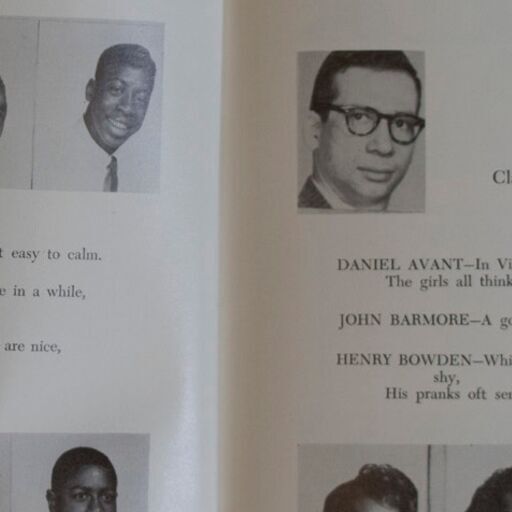 easy to calm.
e in a while,
are nice,
Cl
DANIEL AVANT—In Vi
The girls all think
JOHN BARMORE—A go
HENRY BOWDEN—Whi
shy,
His pranks oft ser